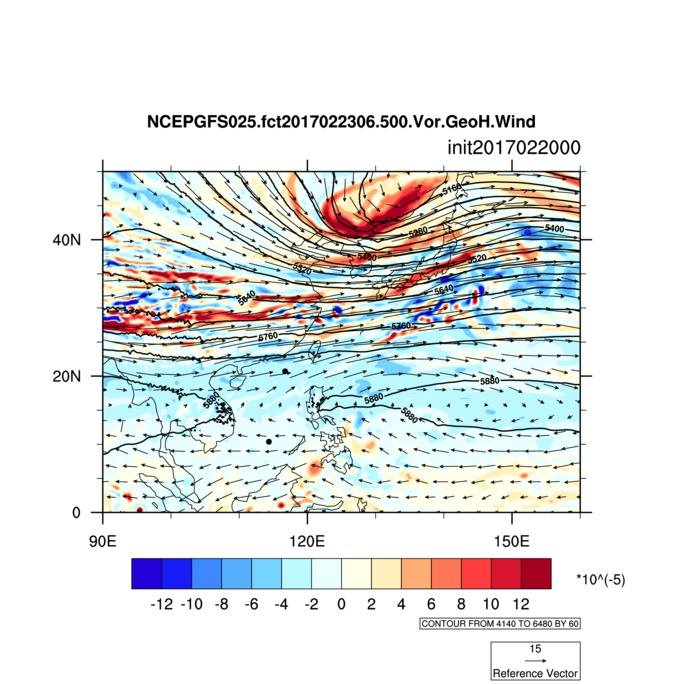 NCEPGFS025.fct2017022306.500.Vor.GeoH.Wind
init2017022000
5160
40N
5280
5400
5400
5520
5520
5640
5640
5760
5760
20N
5880
5880
5880
5880
0
90E 120E 150E
-12 -10 -8 -6 -4 -2 0 2 4 6 8 10 12
*10^(-5)
CONTOUR FROM 4140 TO 6480 BY 60
15
Reference Vector